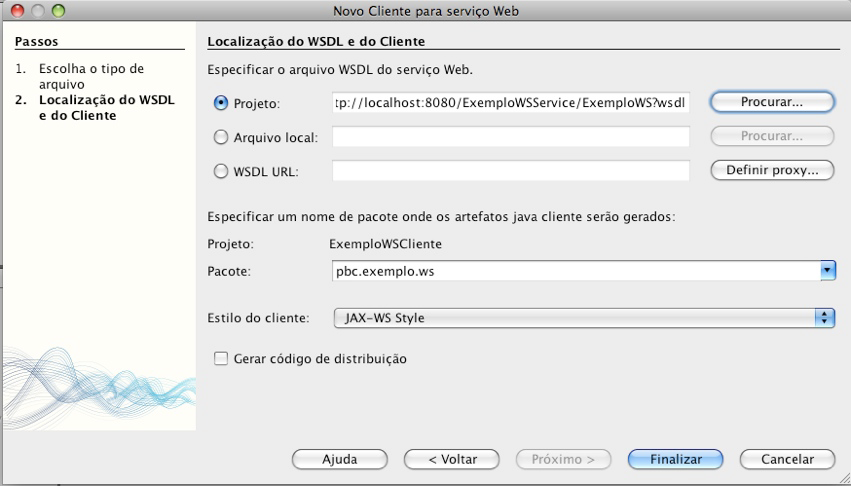 Novo Cliente para serviço Web
Passos
1. Escolha o tipo de
arquivo
2. Localização do WSDL
e do Cliente
Localização do WSDL e do Cliente
Especificar o arquivo WSDL do serviço Web.
Projeto: tp://localhost:8080/ExemploWSService/ExemploWS?wsdl Procurar...
Arquivo local: Procurar...
WSDL URL: Definir proxy...
Especificar um nome de pacote onde os artefatos java cliente serão gerados:
Projeto: ExemploWSCliente
Pacote: pbc.exemplo.ws
Estilo do cliente: JAX-WS Style
Gerar código de distribuição
Ajuda < Voltar Próximo > Finalizar Cancelar